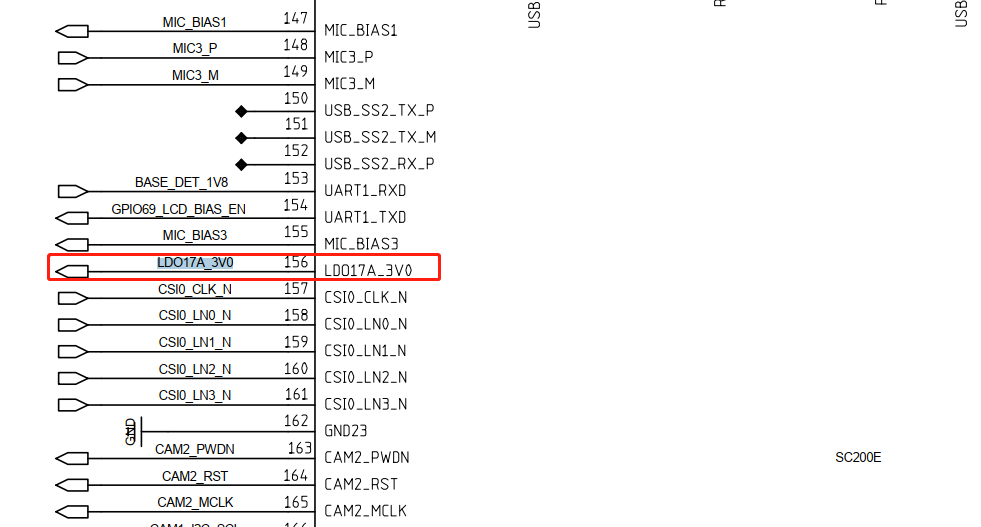 USB
USB
MIC_BIAS1 147 MIC_BIAS1
MIC3_P 148 MIC3_P
MIC3_M 149 MIC3_M
150 USB_SS2_TX_P
151 USB_SS2_TX_M
152 USB_SS2_RX_P
BASE_DET_1V8 153 UART1_RXD
GPIO69_LCD_BIAS_EN 154 UART1_TXD
MIC_BIAS3 155 MIC_BIAS3
LDO17A_3V0 156 LDO17A_3V0
CSI0_CLK_N 157 CSI0_CLK_N
CSI0_LN0_N 158 CSI0_LN0_N
CSI0_LN1_N 159 CSI0_LN1_N
CSI0_LN2_N 160 CSI0_LN2_N
CSI0_LN3_N 161 CSI0_LN3_N
GND 162 GND23
CAM2_PWDN 163 CAM2_PWDN
SC200E
CAM2_RST 164 CAM2_RST
CAM2_MCLK 165 CAM2_MCLK